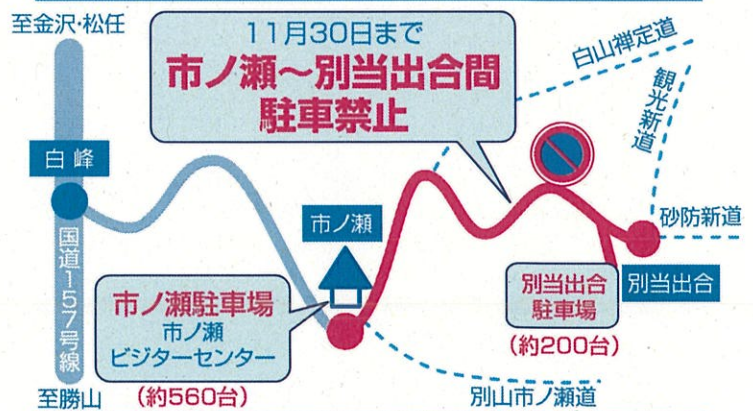 至金沢・松任
11月30日まで
市ノ瀬～別当出合間
駐車禁止
白山禅定道
観光新道
白峰
国道157号線
市ノ瀬
砂防新道
別当出合
市ノ瀬駐車場
市ノ瀬
ビジターセンター
(約560台)
別当出合
駐車場
(約200台)
至勝山
別山市ノ瀬道